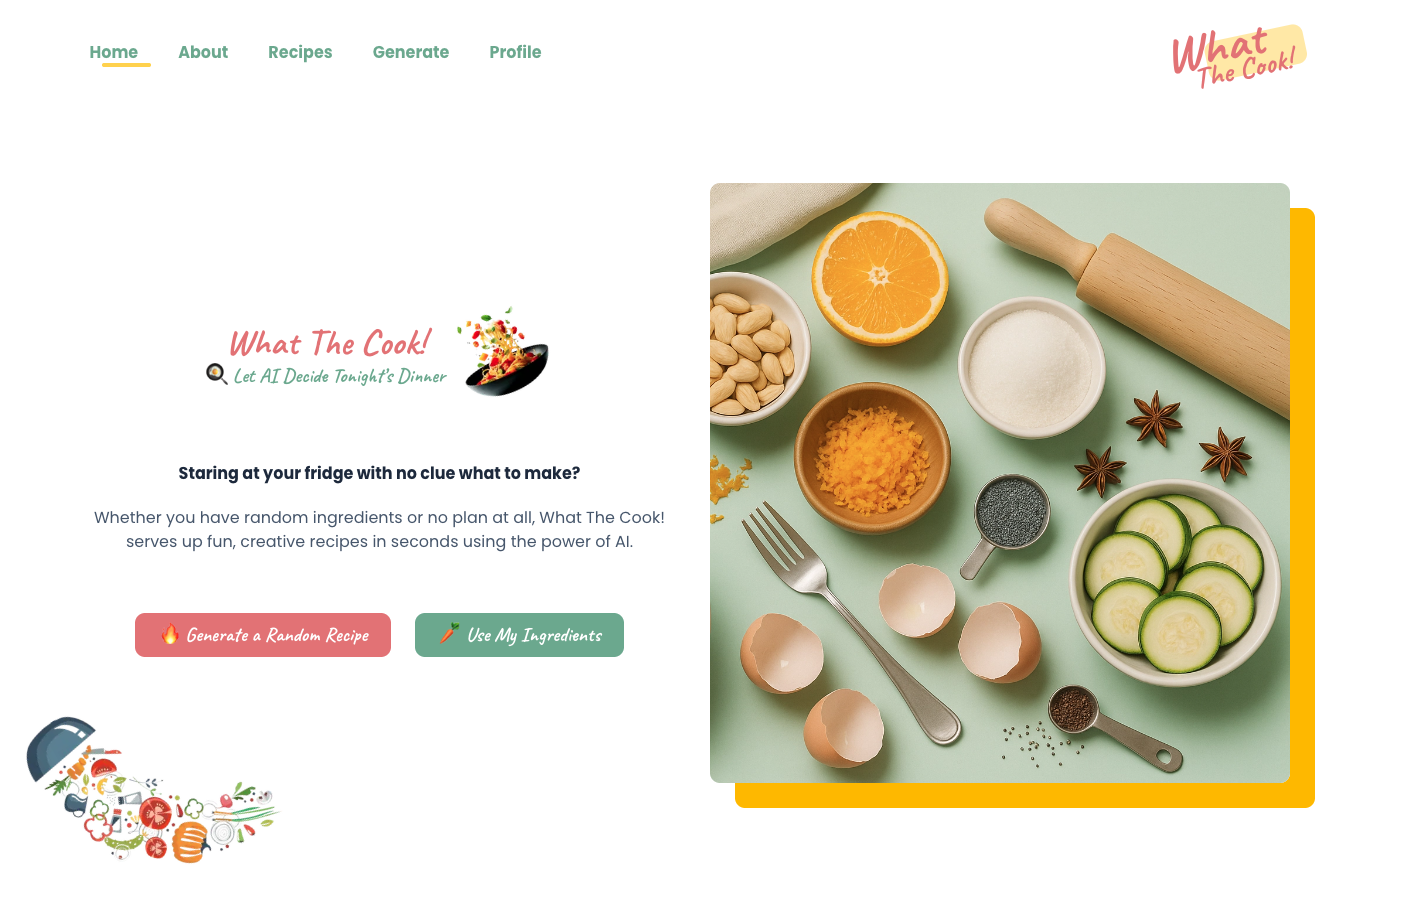 Home About Recipes Generate Profile
What
The Cook!
What The Cook!
Let AI Decide Tonight's Dinner
Staring at your fridge with no clue what to make?
Whether you have random ingredients or no plan at all, What The Cook!
serves up fun, creative recipes in seconds using the power of AI.
Generate a Random Recipe
Use My Ingredients